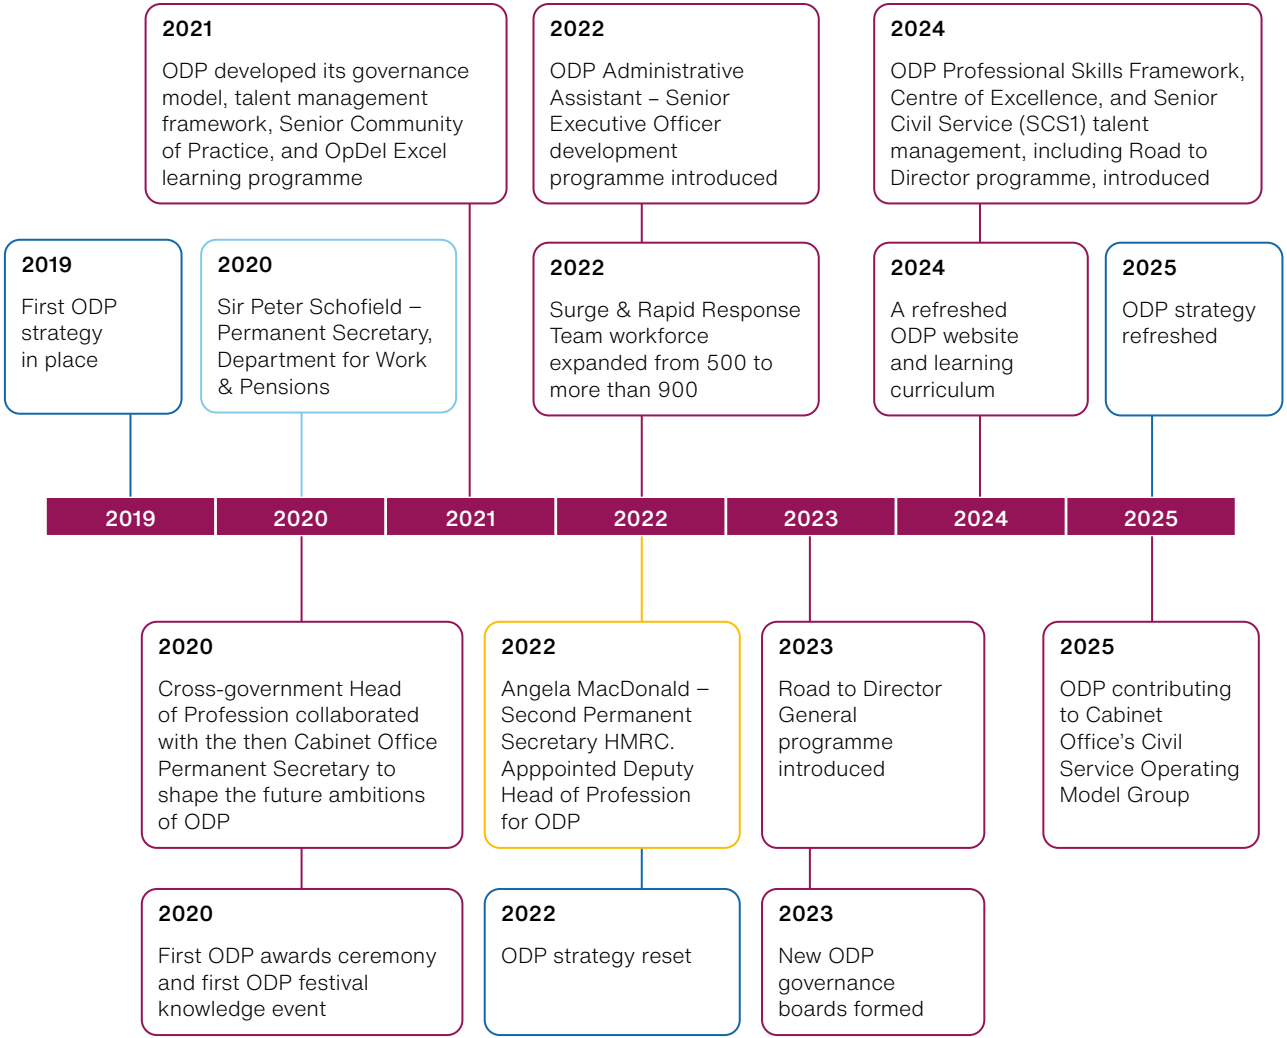 2021
ODP developed its governance
model, talent management
framework, Senior Community
of Practice, and OpDel Excel
learning programme
2022
ODP Administrative
Assistant – Senior
Executive Officer
development
programme introduced
2024
ODP Professional Skills Framework,
Centre of Excellence, and Senior
Civil Service (SCS1) talent
management, including Road to
Director programme, introduced
2019
First ODP
strategy
in place
2020
Sir Peter Schofield –
Permanent Secretary,
Department for Work
& Pensions
2022
Surge & Rapid Response
Team workforce
expanded from 500 to
more than 900
2024
A refreshed
ODP website
and learning
curriculum
2025
ODP strategy
refreshed
2019
2020
2021
2022
2023
2024
2025
2020
Cross-government Head
of Profession collaborated
with the then Cabinet Office
Permanent Secretary to
shape the future ambitions
of ODP
2022
Angela MacDonald –
Second Permanent
Secretary HMRC.
Apppointed Deputy
Head of Profession
for ODP
2023
Road to Director
General
programme
introduced
2025
ODP contributing
to Cabinet
Office’s Civil
Service Operating
Model Group
2020
First ODP awards ceremony
and first ODP festival
knowledge event
2022
ODP strategy reset
2023
New ODP
governance
boards formed